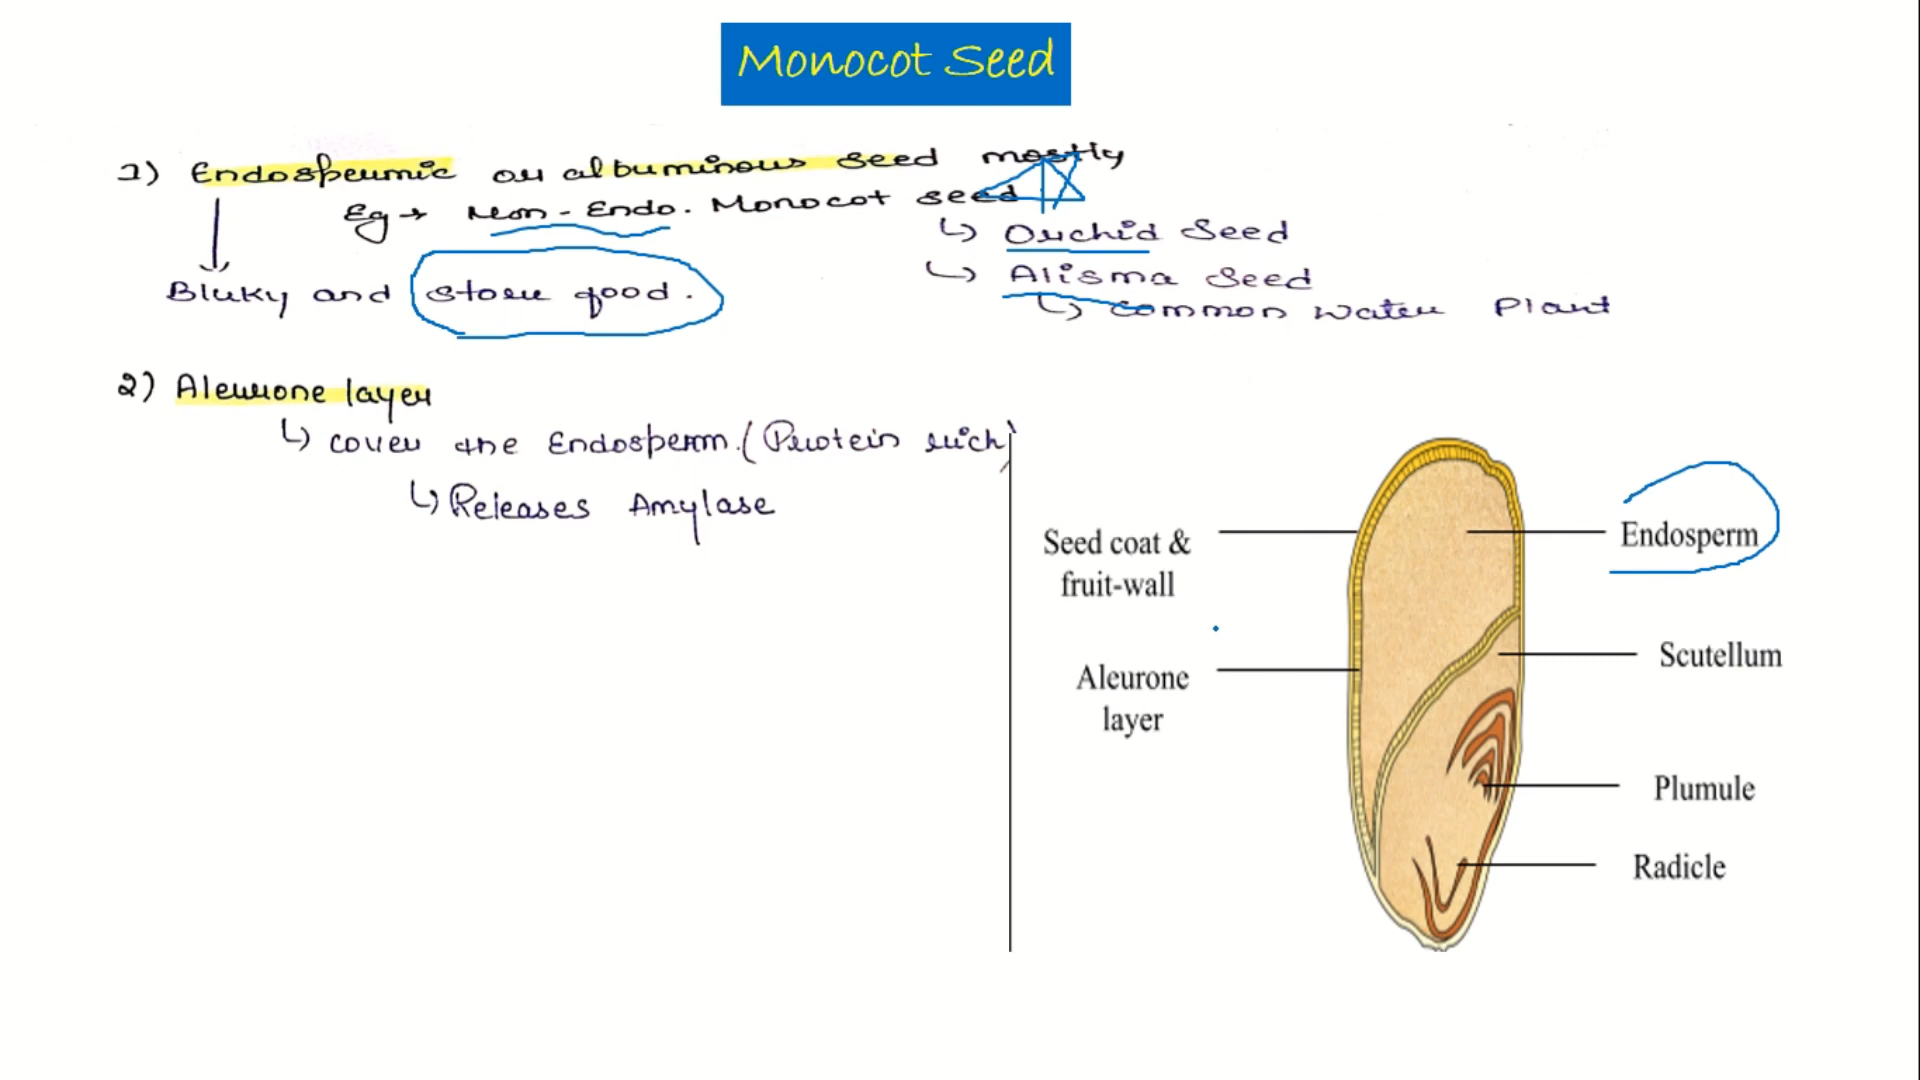 Monocot Seed
1) Endospermic or albuminous seed mostly
Eg → Non-Endo. Monocot seed
↳ Orchid Seed
↳ Alisma Seed
↳ Common Water Plant
Bluky and store food.
2) Aleurone layer
↳ cover the Endosperm. (Protein rich)
↳ Releases Amylase
Seed coat &
fruit-wall
Endosperm
Scutellum
Aleurone
layer
Plumule
Radicle